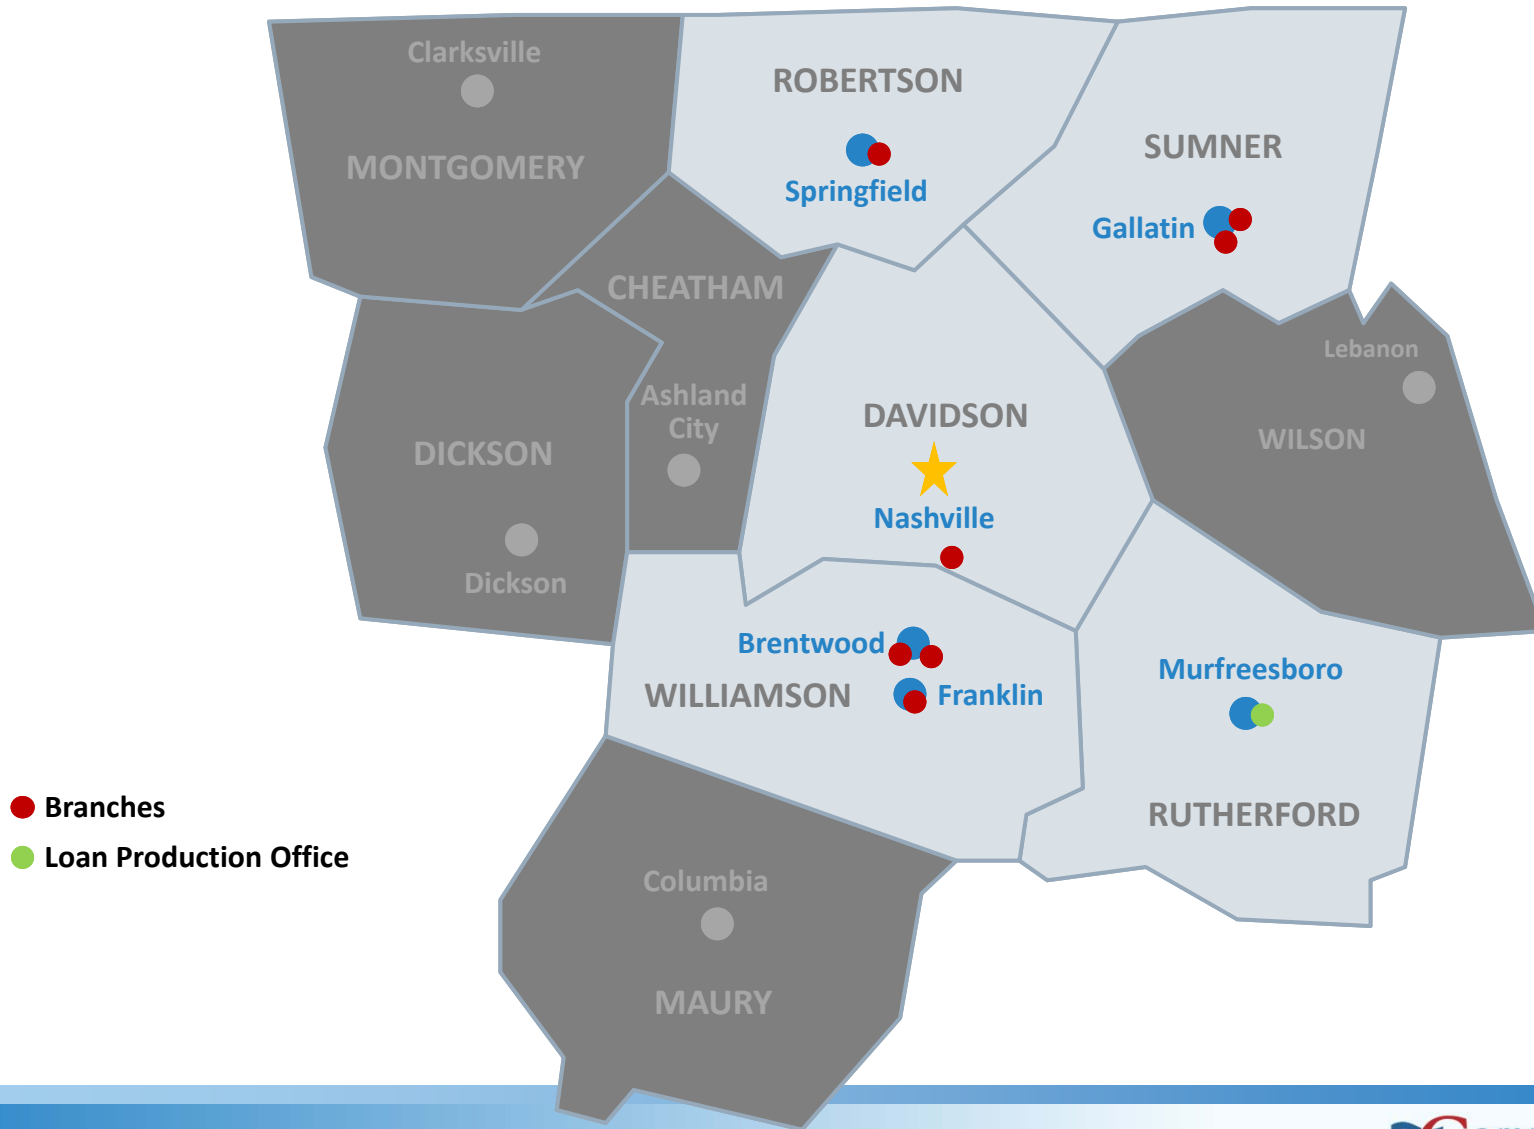 Clarksville
MONTGOMERY
ROBERTSON
Springfield
SUMNER
Gallatin
CHEATHAM
Ashland
City
DICKSON
Dickson
DAVIDSON
Nashville
Lebanon
WILSON
Brentwood
WILLIAMSON
Franklin
Murfreesboro
RUTHERFORD
Branches
Loan Production Office
Columbia
MAURY